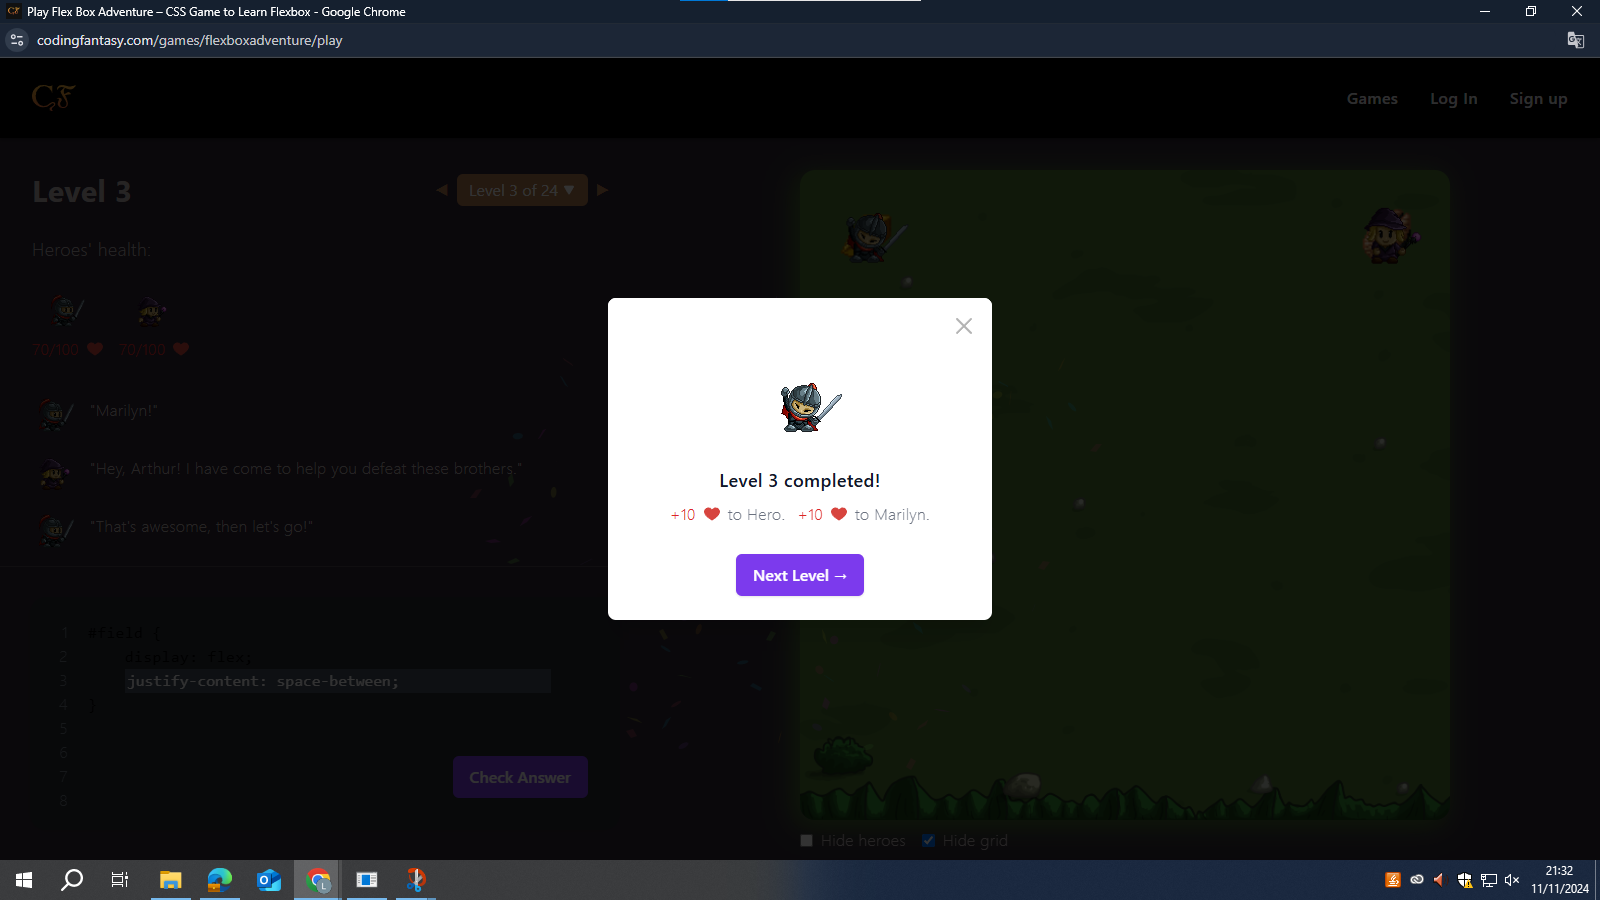 Play Flex Box Adventure – CSS Game to Learn Flexbox - Google Chrome
codingfantasy.com/games/flexboxadventure/play
CF
Games Log In Sign up
Level 3
Level 3 of 24 ▼
Heroes' health:
70/100 70/100
"Marilyn!"
"Hey, Arthur! I have come to help you defeat these brothers."
"That's awesome, then let's go!"
Level 3 completed!
+10 to Hero. +10 to Marilyn.
Next Level →
1 #field {
2 display: flex;
3 justify-content: space-between;
4 }
5
6
7
8
Check Answer
Hide heroes Hide grid
21:32
11/11/2024